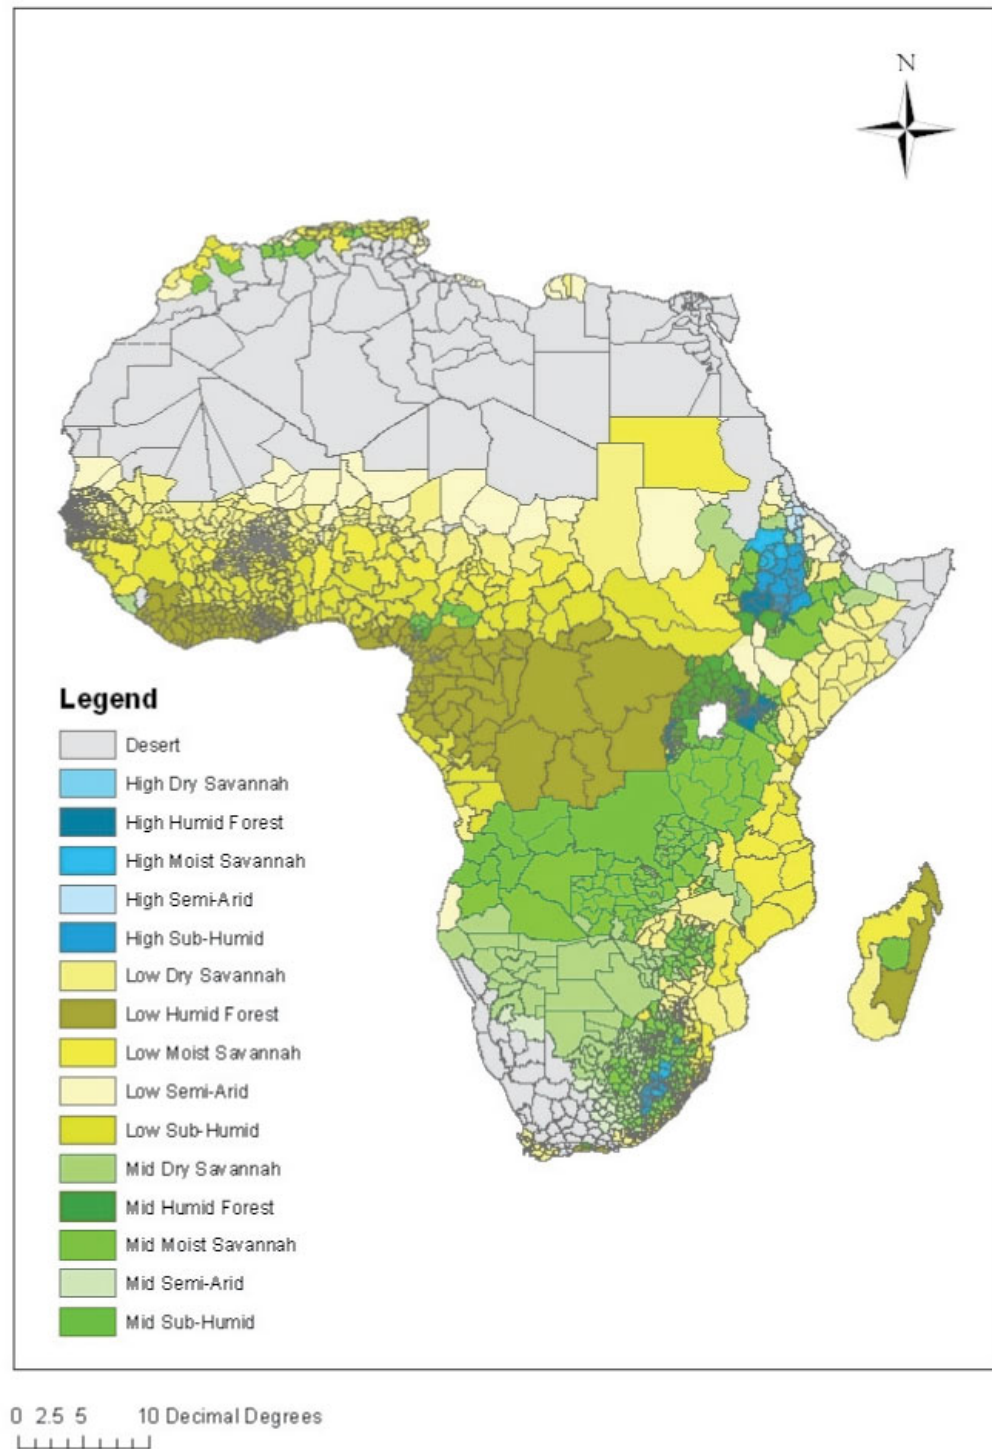 N
Legend
Desert
High Dry Savannah
High Humid Forest
High Moist Savannah
High Semi-Arid
High Sub-Humid
Low Dry Savannah
Low Humid Forest
Low Moist Savannah
Low Semi-Arid
Low Sub-Humid
Mid Dry Savannah
Mid Humid Forest
Mid Moist Savannah
Mid Semi-Arid
Mid Sub-Humid
0 2.5 5 10 Decimal Degrees